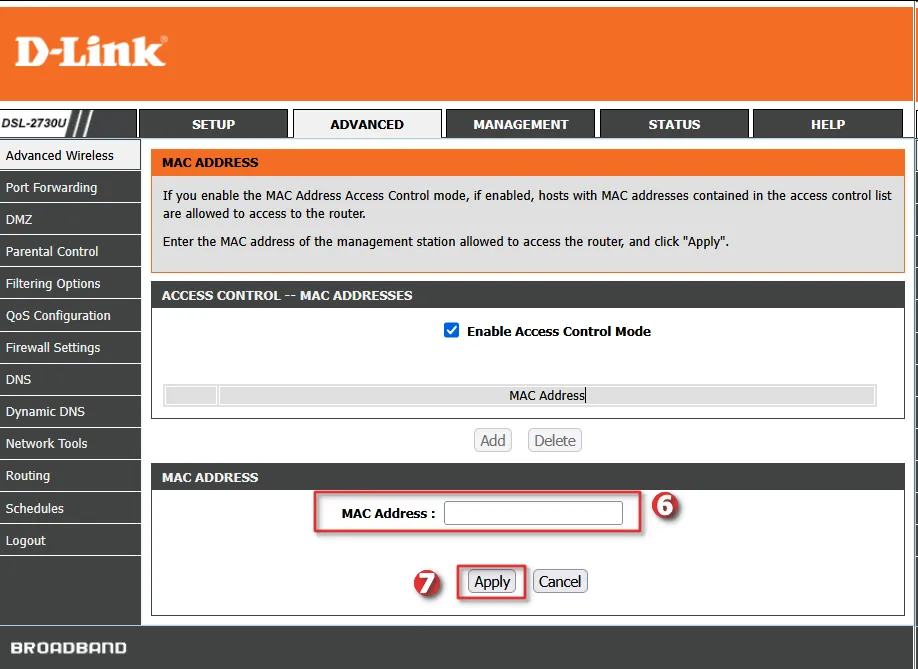 D-Link®
DSL-2730U
SETUP
ADVANCED
MANAGEMENT
STATUS
HELP
Advanced Wireless
Port Forwarding
DMZ
Parental Control
Filtering Options
QoS Configuration
Firewall Settings
DNS
Dynamic DNS
Network Tools
Routing
Schedules
Logout
MAC ADDRESS
If you enable the MAC Address Access Control mode, if enabled, hosts with MAC addresses contained in the access control list
are allowed to access to the router.
Enter the MAC address of the management station allowed to access the router, and click "Apply".
ACCESS CONTROL -- MAC ADDRESSES
Enable Access Control Mode
MAC Address
Add Delete
MAC ADDRESS
MAC Address :
6
7
Apply Cancel
BROADBAND